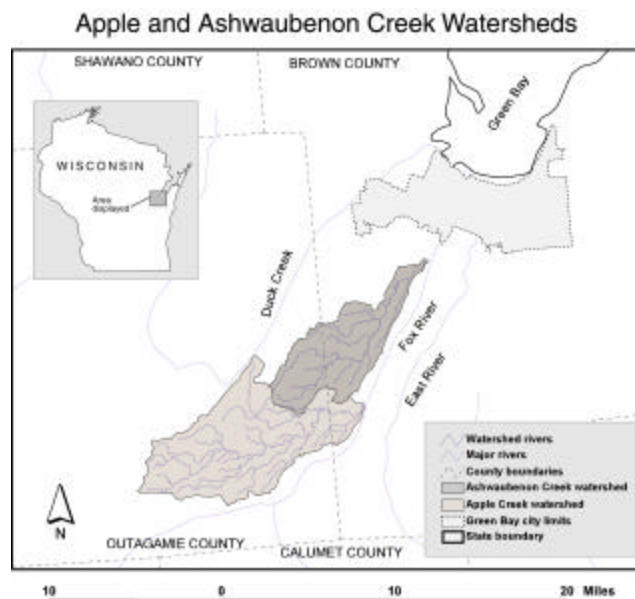 Apple and Ashwaubenon Creek Watersheds
SHAWANO COUNTY
BROWN COUNTY
Green Bay
WISCONSIN
Area
displayed
Duck Creek
Fox River
East River
Watershed rivers
Major rivers
County boundaries
Ashwaubenon Creek watershed
Apple Creek watershed
Green Bay city limits
State boundary
N
OUTAGAMIE COUNTY
CALUMET COUNTY
10 0 10 20 Miles